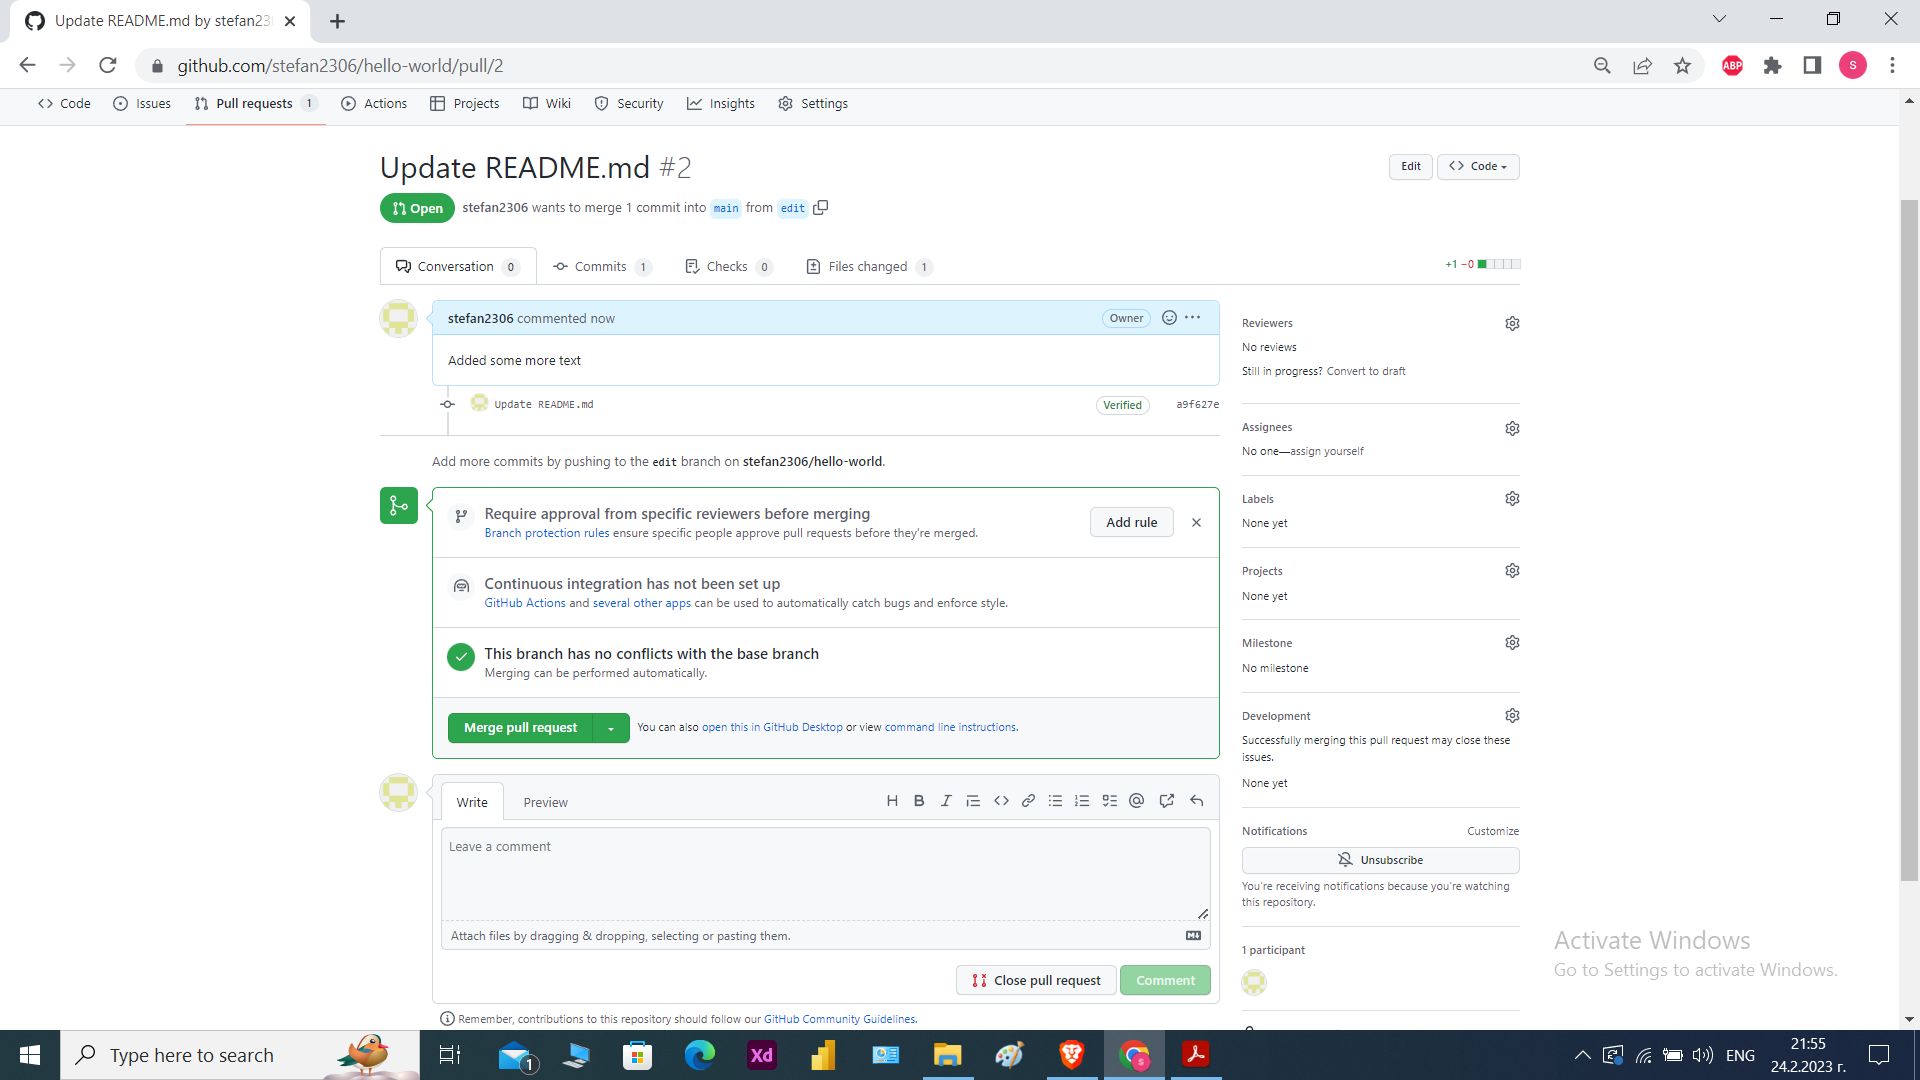 Update README.md by stefan23
github.com/stefan2306/hello-world/pull/2
ABP
S
Code
Issues
Pull requests 1
Actions
Projects
Wiki
Security
Insights
Settings
Update README.md #2
Edit
Code
Open
stefan2306 wants to merge 1 commit into main from edit
Conversation 0
Commits 1
Checks 0
Files changed 1
+1 −0
stefan2306 commented now
Owner
Added some more text
Update README.md
Verified
a9f627e
Add more commits by pushing to the edit branch on stefan2306/hello-world.
Require approval from specific reviewers before merging
Branch protection rules ensure specific people approve pull requests before they're merged.
Add rule
Continuous integration has not been set up
GitHub Actions and several other apps can be used to automatically catch bugs and enforce style.
This branch has no conflicts with the base branch
Merging can be performed automatically.
Merge pull request
You can also open this in GitHub Desktop or view command line instructions.
Write
Preview
H B I
Leave a comment
Attach files by dragging & dropping, selecting or pasting them.
Close pull request
Comment
Remember, contributions to this repository should follow our GitHub Community Guidelines.
Reviewers
No reviews
Still in progress? Convert to draft
Assignees
No one—assign yourself
Labels
None yet
Projects
None yet
Milestone
No milestone
Development
Successfully merging this pull request may close these
issues.
None yet
Notifications
Customize
Unsubscribe
You're receiving notifications because you're watching
this repository.
1 participant
Activate Windows
Go to Settings to activate Windows.
Type here to search
1
Xd
S
ENG
21:55
24.2.2023 г.